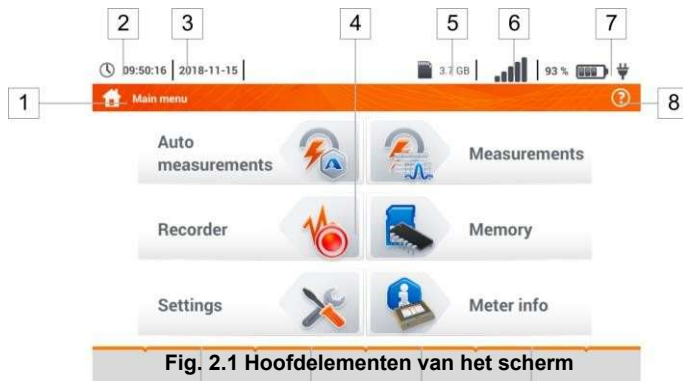 2 3 4 5 6 7
09:50:16 2018-11-15 3.7 GB 93 %
1 Main menu ? 8
Auto measurements
Measurements
Recorder
Memory
Settings
Meter info
Fig. 2.1 Hoofdelementen van het scherm